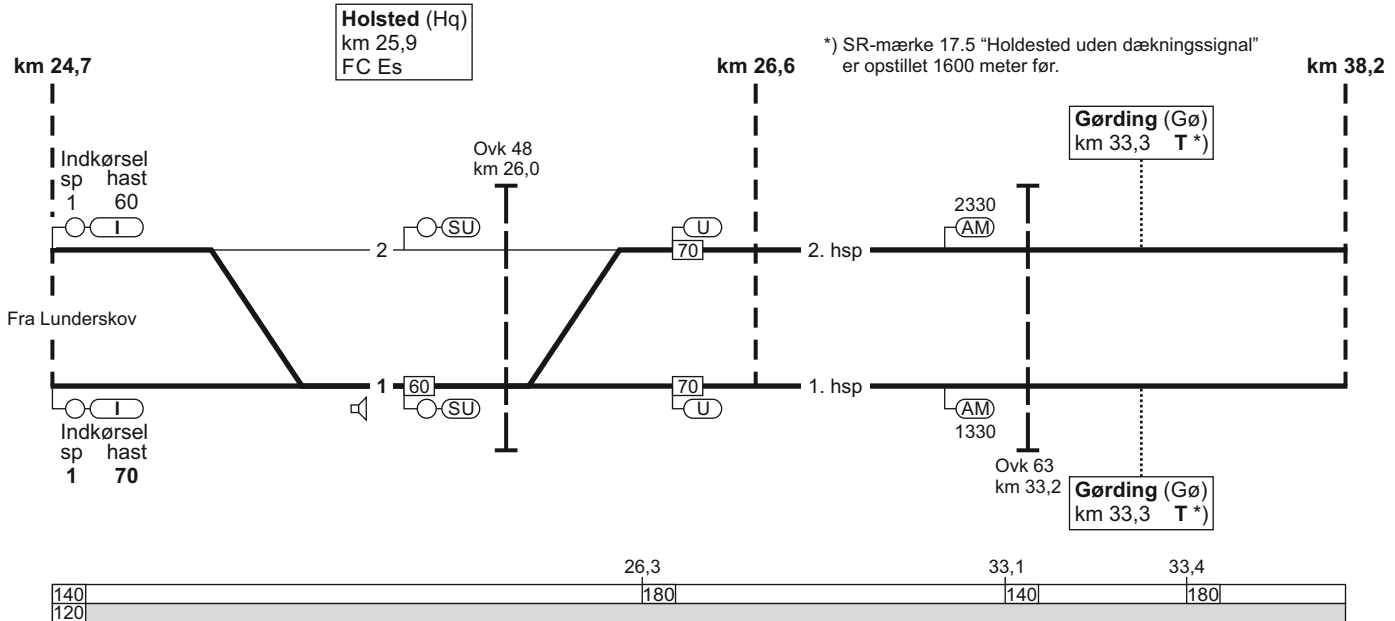 Holsted (Hq)
km 25,9
FC Es
*) SR-mærke 17.5 “Holdested uden dækningssignal”
er opstillet 1600 meter før.
km 24,7
km 26,6
km 38,2
Gørding (Gø)
km 33,3 T *)
Indkørsel
sp hast
1 60
Ovk 48
km 26,0
2330
I
SU
U
AM
2
70
2. hsp
Fra Lunderskov
1
60
70
1. hsp
I
SU
U
AM
1330
Indkørsel
sp hast
1 70
Ovk 63
km 33,2
Gørding (Gø)
km 33,3 T *)
26,3
33,1
33,4
140
180
140
180
120